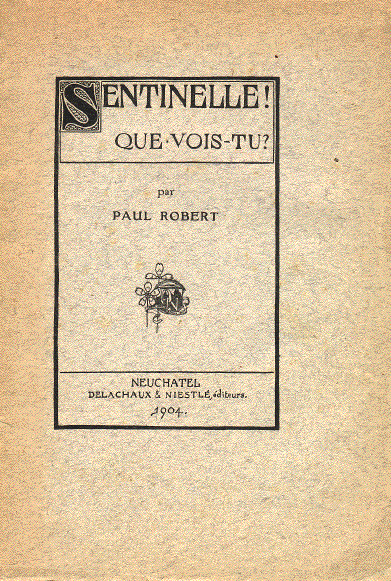 SENTINELLE!
QUE·VOIS-TU?
par
PAUL ROBERT
NEUCHATEL
DELACHAUX & NIESTLÉ, éditeurs.
1904.